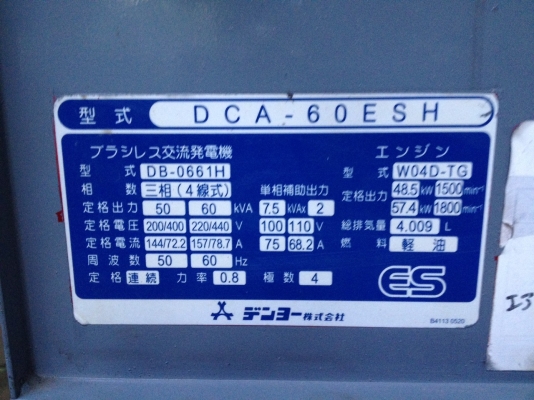 型式 DCA-60ESH
ブラシレス交流発電機
型式 DB-0661H
相数 三相(4線式) 単相補助出力
定格出力 50 60 kVA 7.5 kVAx 2
定格電圧 200/400 220/440 V 100 110 V
定格電流 144/72.2 157/78.7 A 75 68.2 A
周波数 50 60 Hz
定格 連続 力率 0.8 極数 4
エンジン
型式 W04D-TG
定格出力 48.5 kW 1500 min⁻¹
57.4 kW 1800 min⁻¹
総排気量 4.009 L
燃料 軽油
ES
デンヨー株式会社
B4113 0520